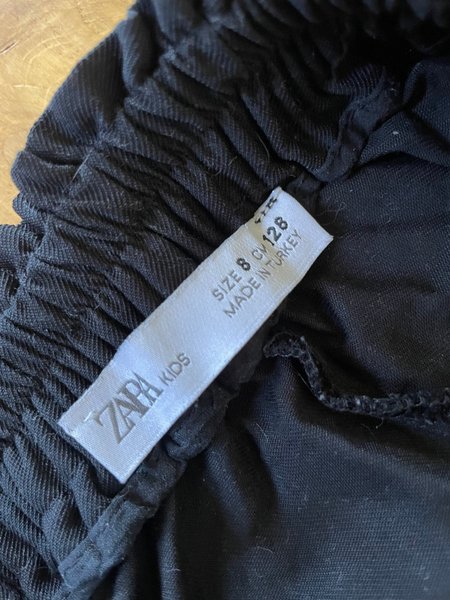 ZARA KIDS
SIZE 8 CM 128
MADE IN TURKEY